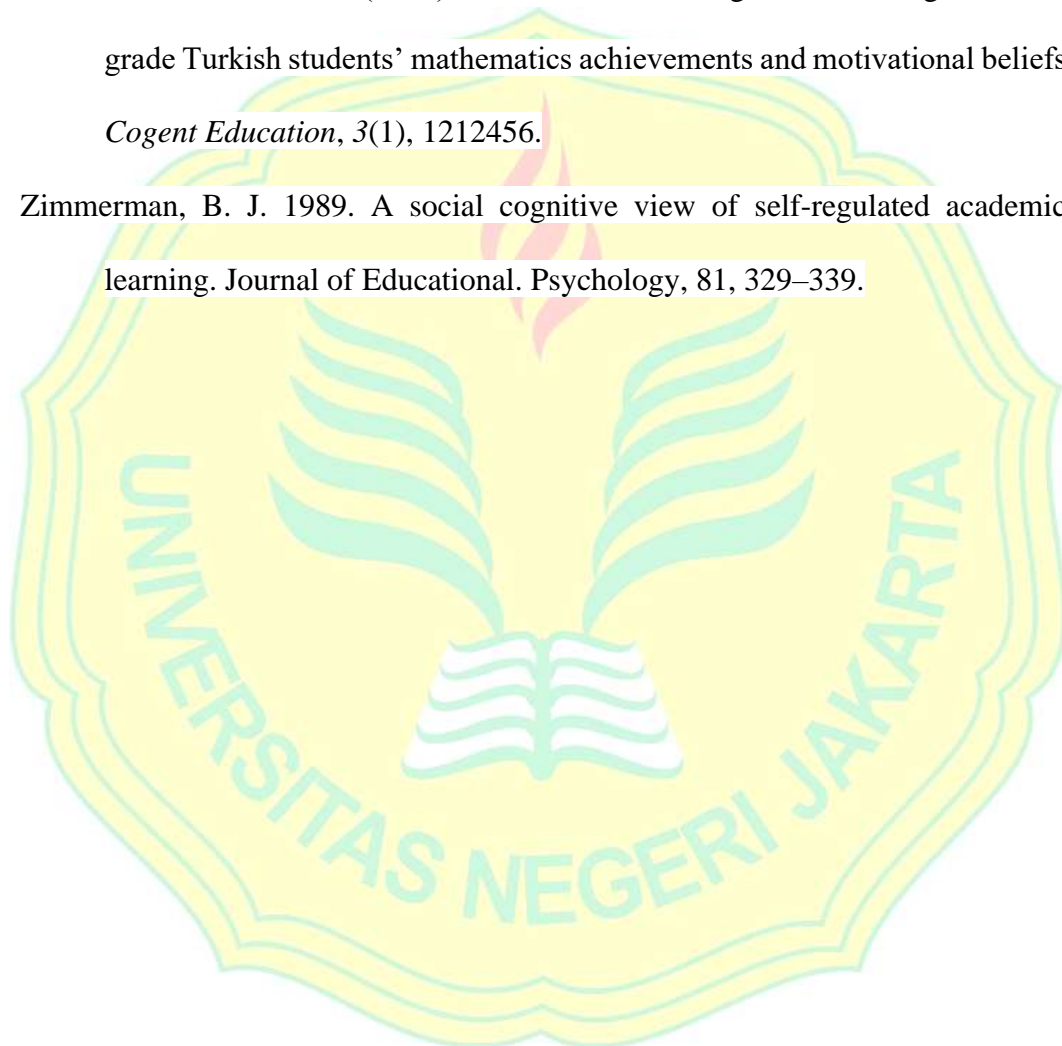 grade Turkish students’ mathematics achievements and motivational beliefs
Cogent Education, 3(1), 1212456.
Zimmerman, B. J. 1989. A social cognitive view of self-regulated academic
learning. Journal of Educational. Psychology, 81, 329–339.
UNIVERSITAS NEGERI JAKARTA